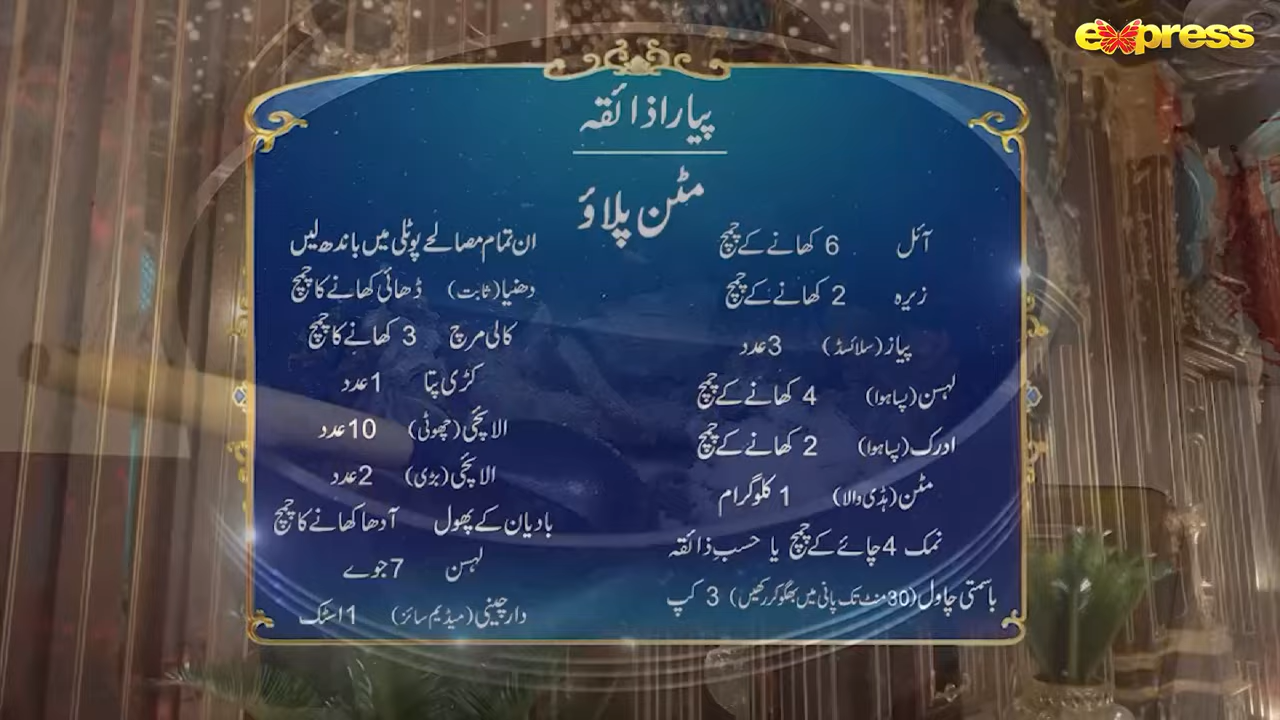 express
پیارا ذائقہ
مٹن پلاؤ
آئل 6 کھانے کے چمچ
زیرہ 2 کھانے کے چمچ
پیاز (سلائسڈ) 3 عدد
لہسن (پسا ہوا) 4 کھانے کے چمچ
ادرک (پسا ہوا) 2 کھانے کے چمچ
مٹن (ہڈی والا) 1 کلوگرام
نمک 4 چائے کے چمچ یا حسبِ ذائقہ
باسمتی چاول (30 منٹ تک پانی میں بھگو کر رکھیں) 3 کپ
ان تمام مصالحے پوٹلی میں باندھ لیں
دھنیا (ثابت) ڈھائی کھانے کا چمچ
کالی مرچ 3 کھانے کا چمچ
کڑی پتا 1 عدد
الائچی (چھوٹی) 10 عدد
الائچی (بڑی) 2 عدد
بادیان کے پھول آدھا کھانے کا چمچ
لہسن 7 جوے
دار چینی (میڈیم سائز) 1 اسٹک